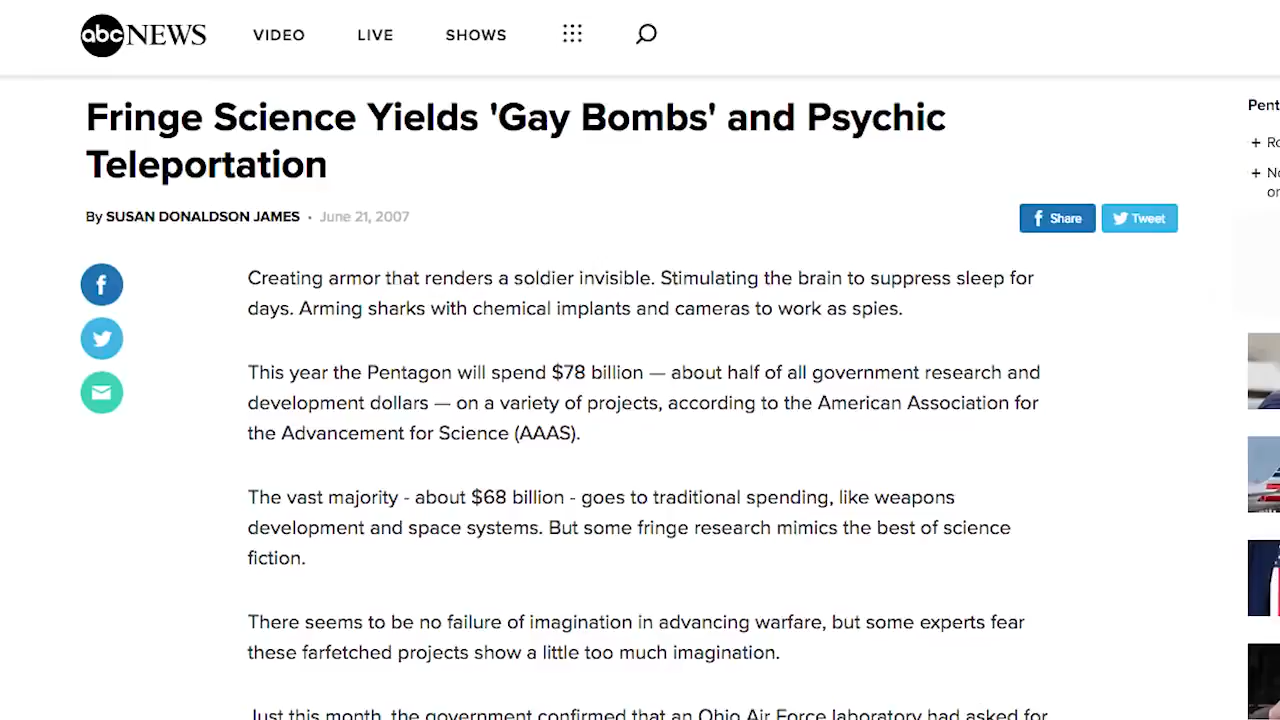 abc NEWS VIDEO LIVE SHOWS
Fringe Science Yields 'Gay Bombs' and Psychic
Teleportation
By SUSAN DONALDSON JAMES • June 21, 2007
Share Tweet
Creating armor that renders a soldier invisible. Stimulating the brain to suppress sleep for
days. Arming sharks with chemical implants and cameras to work as spies.
This year the Pentagon will spend $78 billion — about half of all government research and
development dollars — on a variety of projects, according to the American Association for
the Advancement for Science (AAAS).
The vast majority - about $68 billion - goes to traditional spending, like weapons
development and space systems. But some fringe research mimics the best of science
fiction.
There seems to be no failure of imagination in advancing warfare, but some experts fear
these farfetched projects show a little too much imagination.
Just this month, the government confirmed that an Ohio Air Force laboratory had asked for